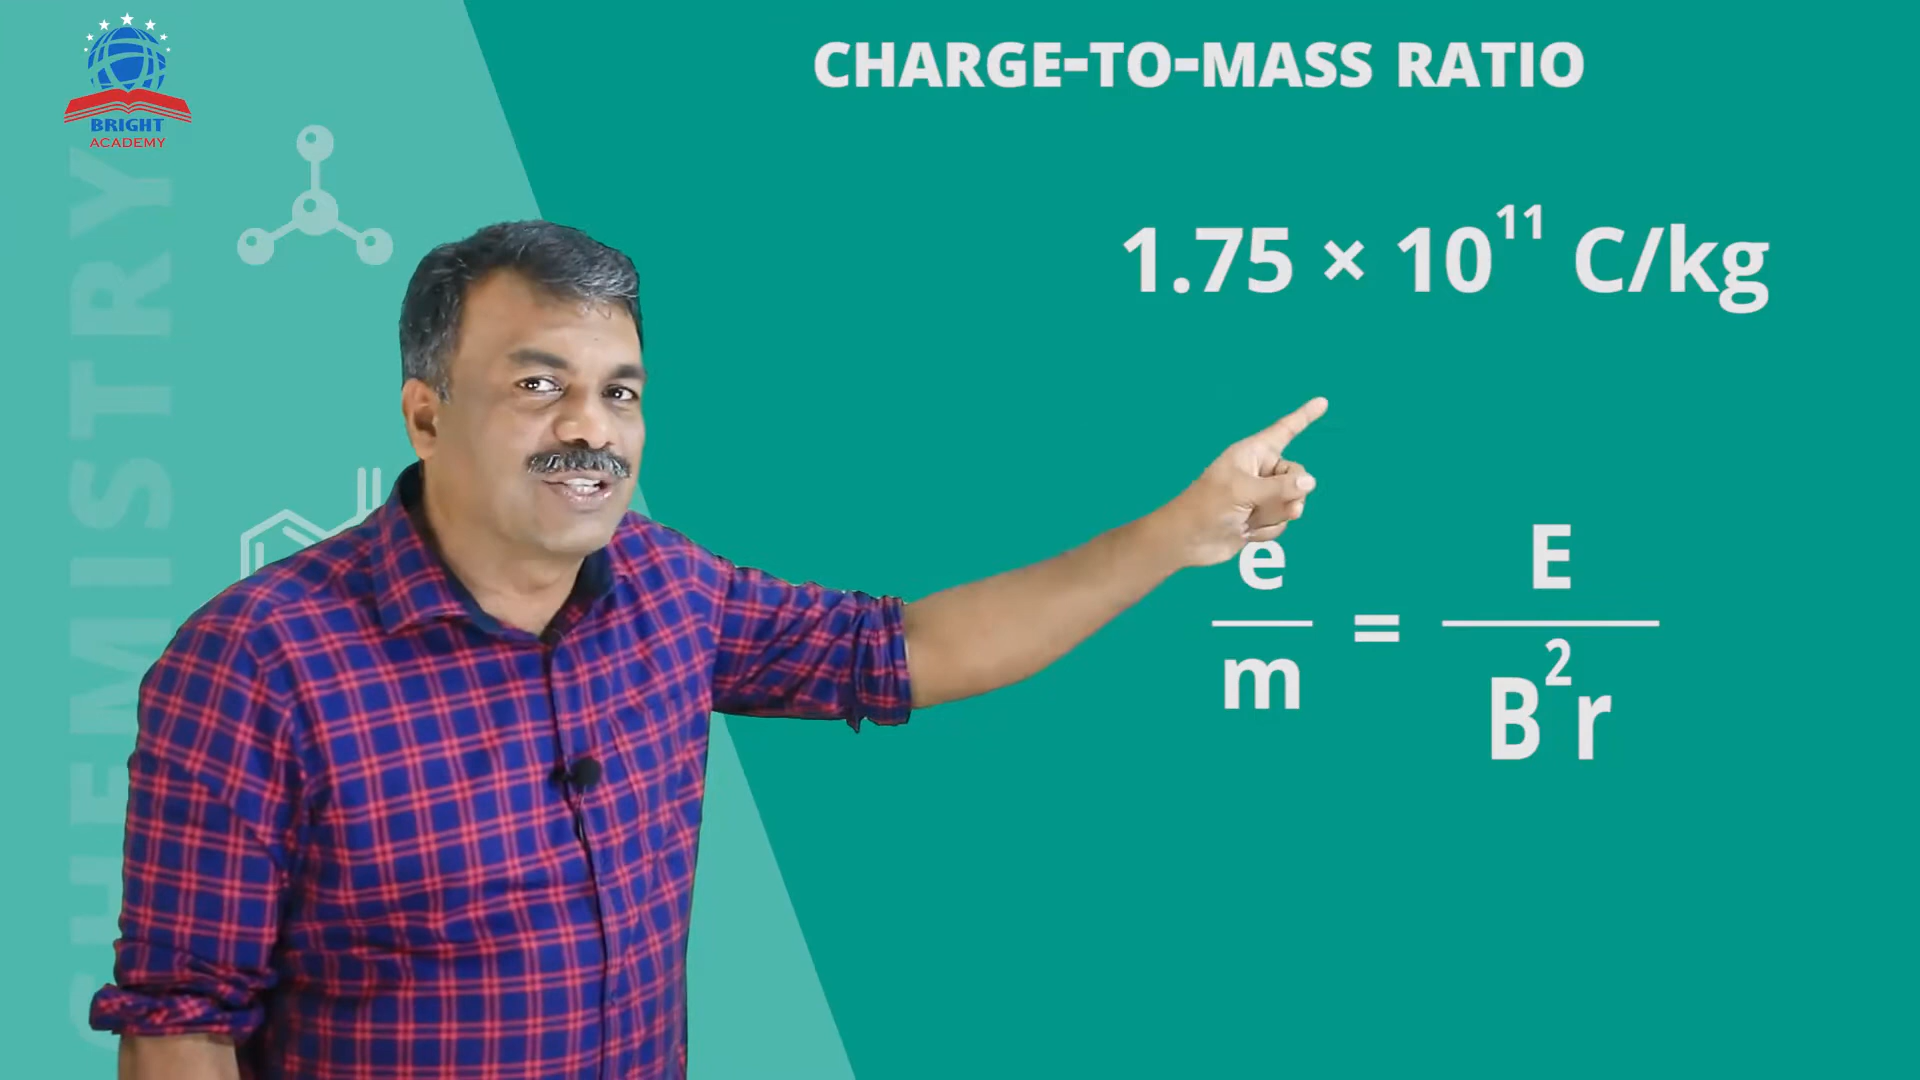 BRIGHT
ACADEMY
CHEMISTRY
CHARGE-TO-MASS RATIO
1.75 × 10¹¹ C/kg
e/m = E/B²r